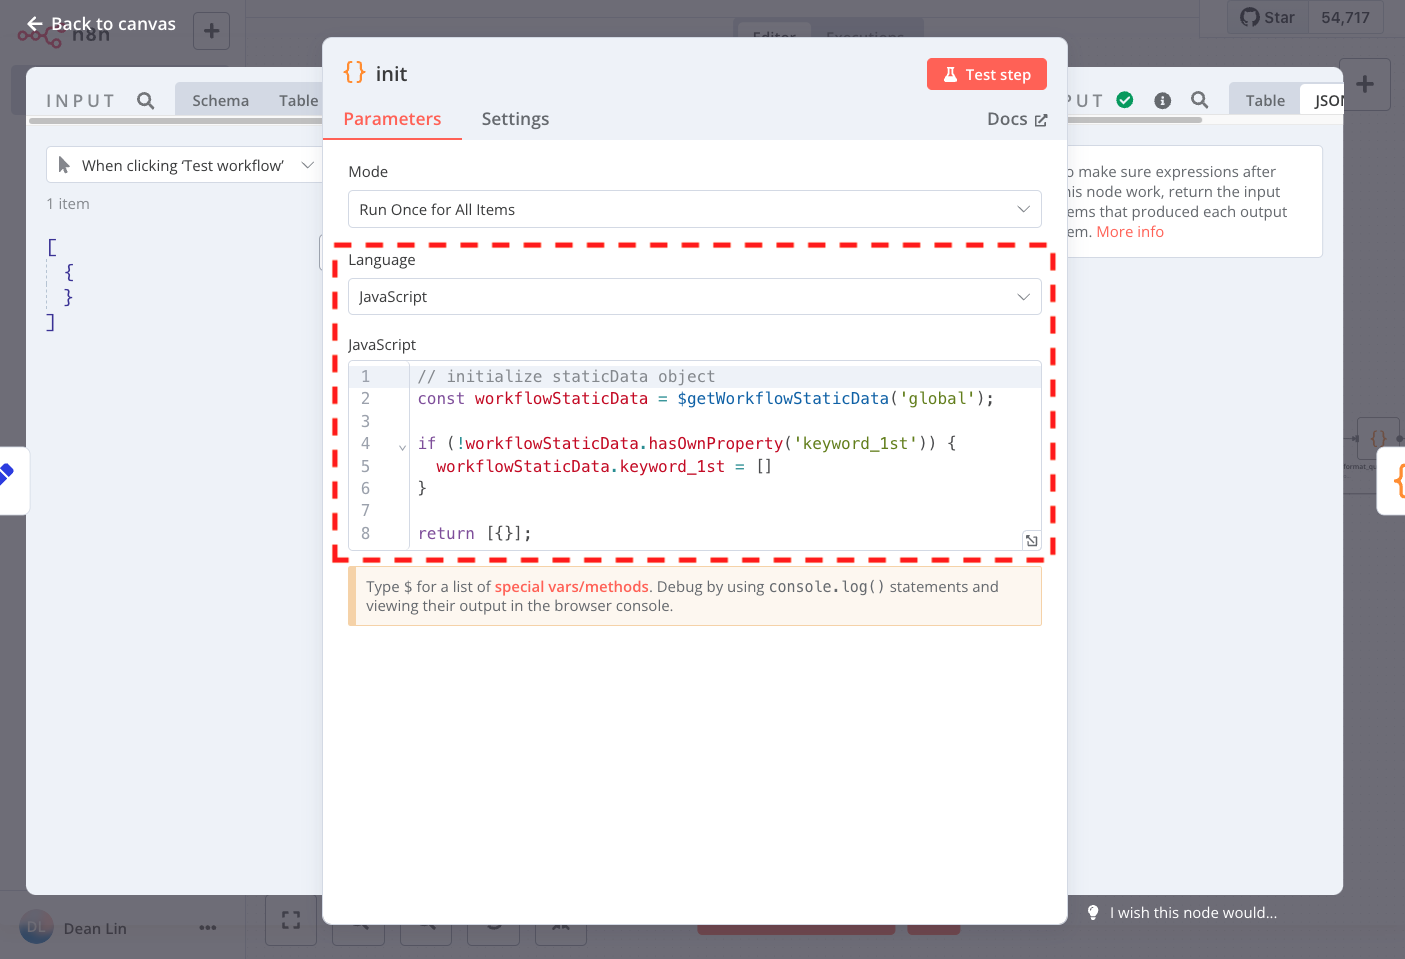 Back to canvas
n8n
Editor
Executions
Star
54,717
INPUT
Schema
Table
When clicking ‘Test workflow’
1 item
[
{
}
]
init
Test step
Parameters
Settings
Docs
Mode
Run Once for All Items
Language
JavaScript
JavaScript
1 // initialize staticData object
2 const workflowStaticData = $getWorkflowStaticData('global');
3
4 if (!workflowStaticData.hasOwnProperty('keyword_1st')) {
5 workflowStaticData.keyword_1st = []
6 }
7
8 return [{}];
Type $ for a list of special vars/methods. Debug by using console.log() statements and
viewing their output in the browser console.
PUT
Table
JSON
o make sure expressions after
his node work, return the input
ems that produced each output
em. More info
DL
Dean Lin
I wish this node would...